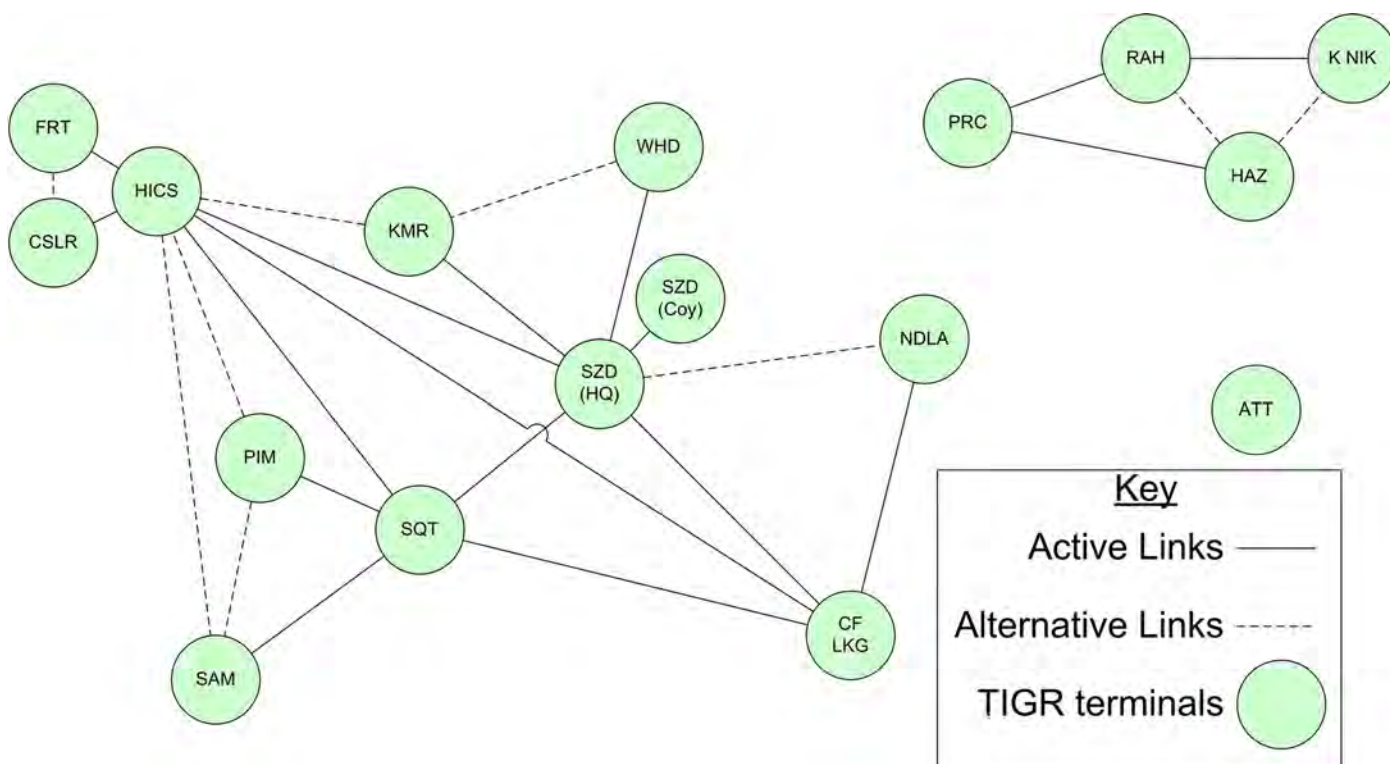 RAH
K NIK
FRT
PRC
WHD
HAZ
HICS
KMR
CSLR
SZD
(Coy)
NDLA
SZD
(HQ)
ATT
PIM
SQT
CF
LKG
SAM
Key
Active Links
Alternative Links
TIGR terminals